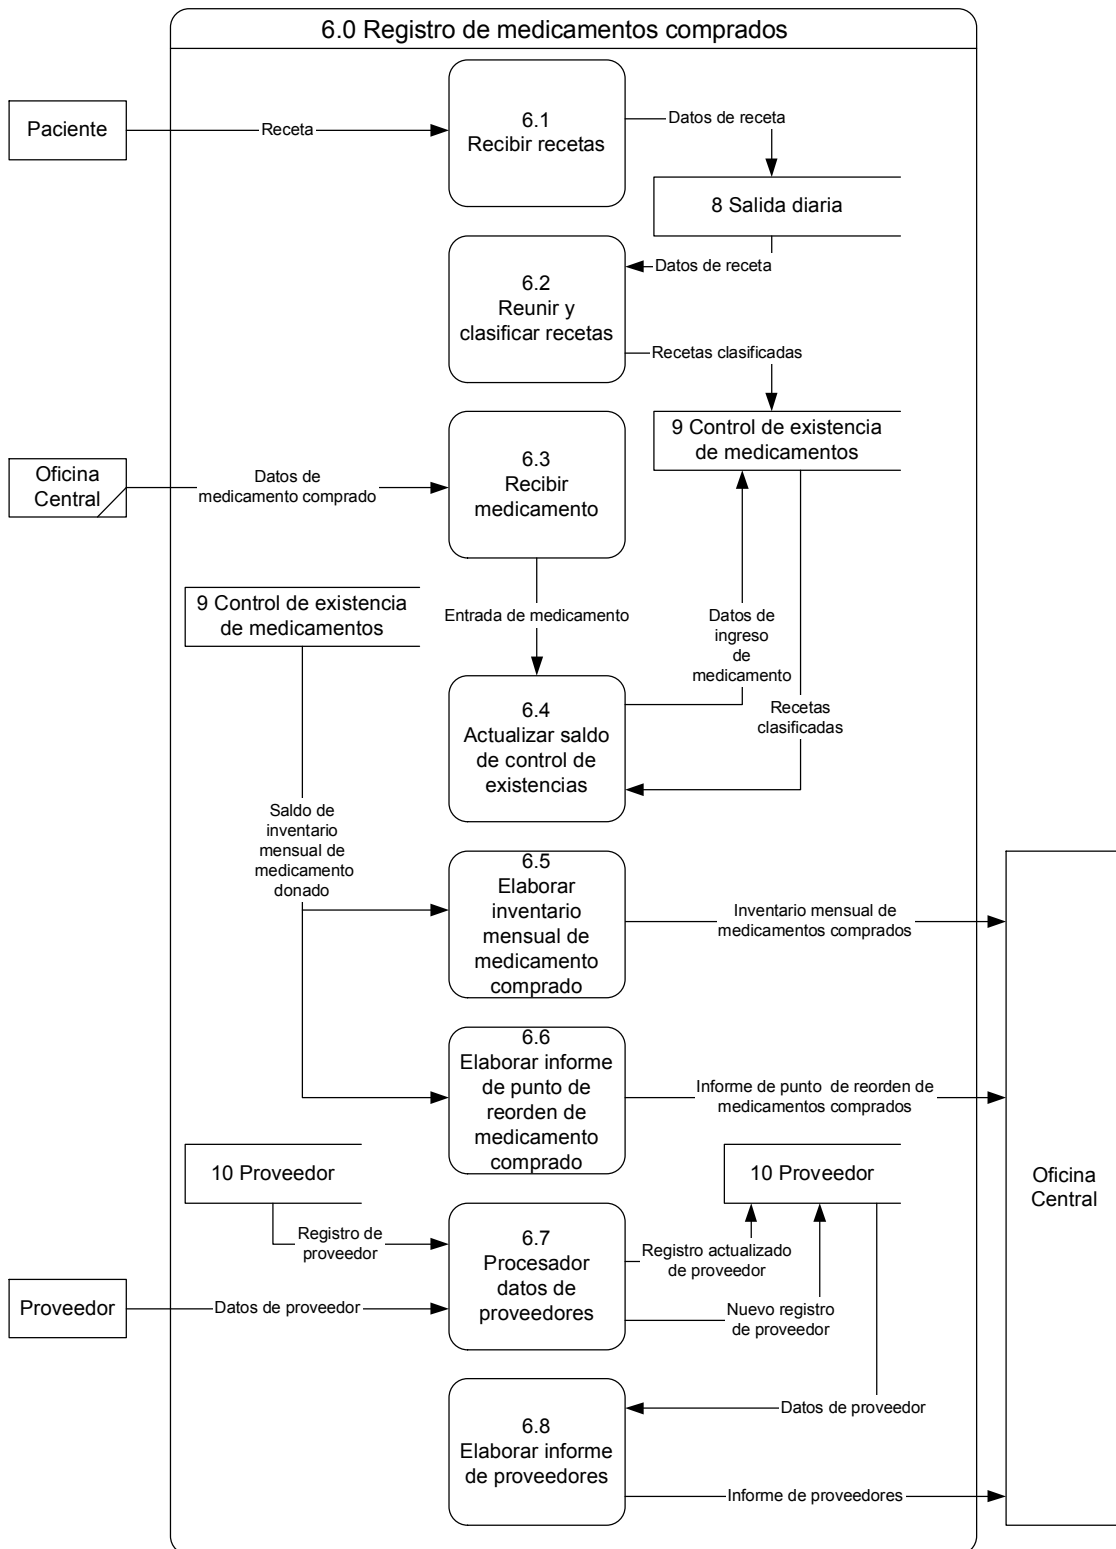 6.0 Registro de medicamentos comprados
Paciente
Receta
6.1
Recibir recetas
Datos de receta
8 Salida diaria
Datos de receta
6.2
Reunir y
clasificar recetas
Recetas clasificadas
9 Control de existencia
de medicamentos
Oficina
Central
Datos de
medicamento comprado
6.3
Recibir
medicamento
9 Control de existencia
de medicamentos
Entrada de medicamento
Datos de
ingreso
de
medicamento
Recetas
clasificadas
6.4
Actualizar saldo
de control de
existencias
Saldo de
inventario
mensual de
medicamento
donado
6.5
Elaborar
inventario
mensual de
medicamento
comprado
Inventario mensual de
medicamentos comprados
6.6
Elaborar informe
de punto de
reorden de
medicamento
comprado
Informe de punto  de reorden de
medicamentos comprados
Oficina
Central
10 Proveedor
10 Proveedor
Registro de
proveedor
6.7
Procesador
datos de
proveedores
Registro actualizado
de proveedor
Proveedor
Datos de proveedor
Nuevo registro
de proveedor
Datos de proveedor
6.8
Elaborar informe
de proveedores
Informe de proveedores